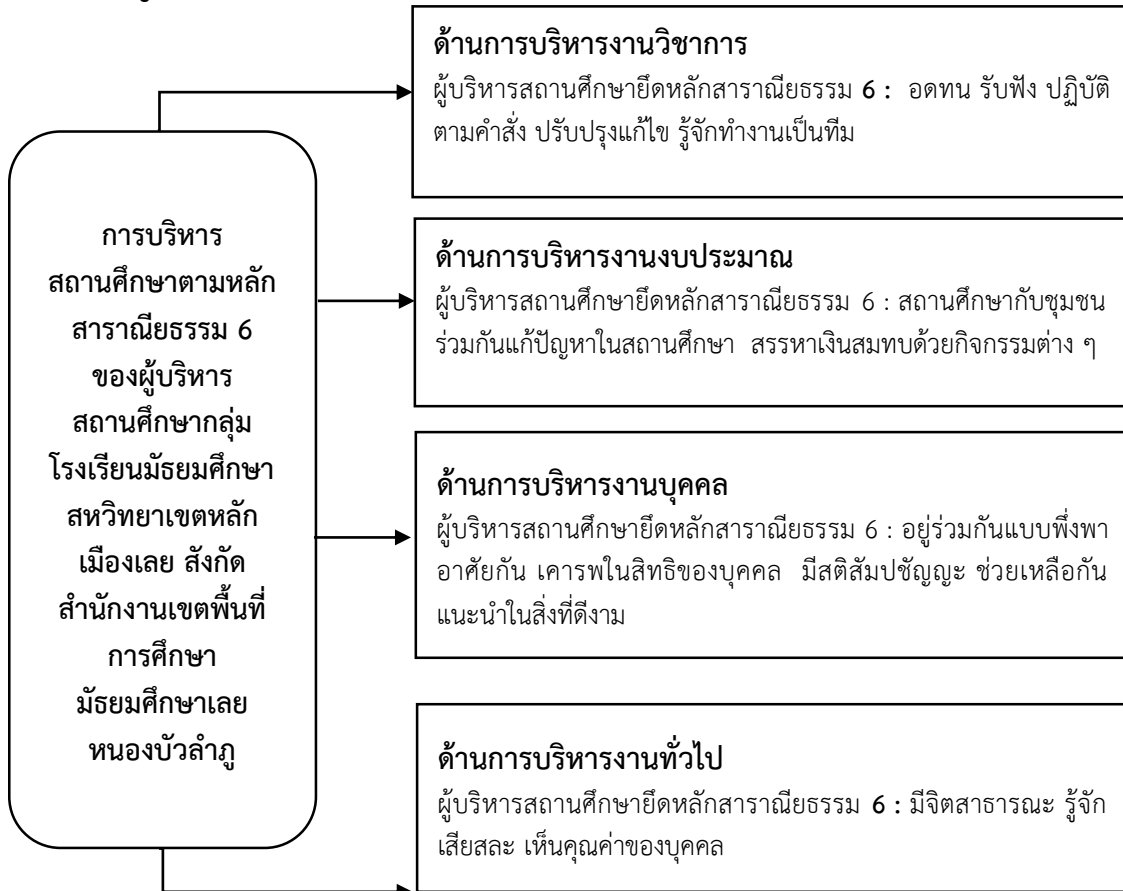 การบริหาร
สถานศึกษาตามหลัก
สาราณียธรรม 6
ของผู้บริหาร
สถานศึกษากลุ่ม
โรงเรียนมัธยมศึกษา
สหวิทยาเขตหลัก
เมืองเลย สังกัด
สำนักงานเขตพื้นที่
การศึกษา
มัธยมศึกษาเลย
หนองบัวลำภู
ด้านการบริหารงานวิชาการ
ผู้บริหารสถานศึกษายึดหลักสาราณียธรรม 6 : อดทน รับฟัง ปฏิบัติ
ตามคำสั่ง ปรับปรุงแก้ไข รู้จักทำงานเป็นทีม
ด้านการบริหารงานงบประมาณ
ผู้บริหารสถานศึกษายึดหลักสาราณียธรรม 6 : สถานศึกษากับชุมชน
ร่วมกันแก้ปัญหาในสถานศึกษา สรรหาเงินสมทบด้วยกิจกรรมต่าง ๆ
ด้านการบริหารงานบุคคล
ผู้บริหารสถานศึกษายึดหลักสาราณียธรรม 6 : อยู่ร่วมกันแบบพึ่งพา
อาศัยกัน เคารพในสิทธิของบุคคล มีสติสัมปชัญญะ ช่วยเหลือกัน
แนะนำในสิ่งที่ดีงาม
ด้านการบริหารงานทั่วไป
ผู้บริหารสถานศึกษายึดหลักสาราณียธรรม 6 : มีจิตสาธารณะ รู้จัก
เสียสละ เห็นคุณค่าของบุคคล